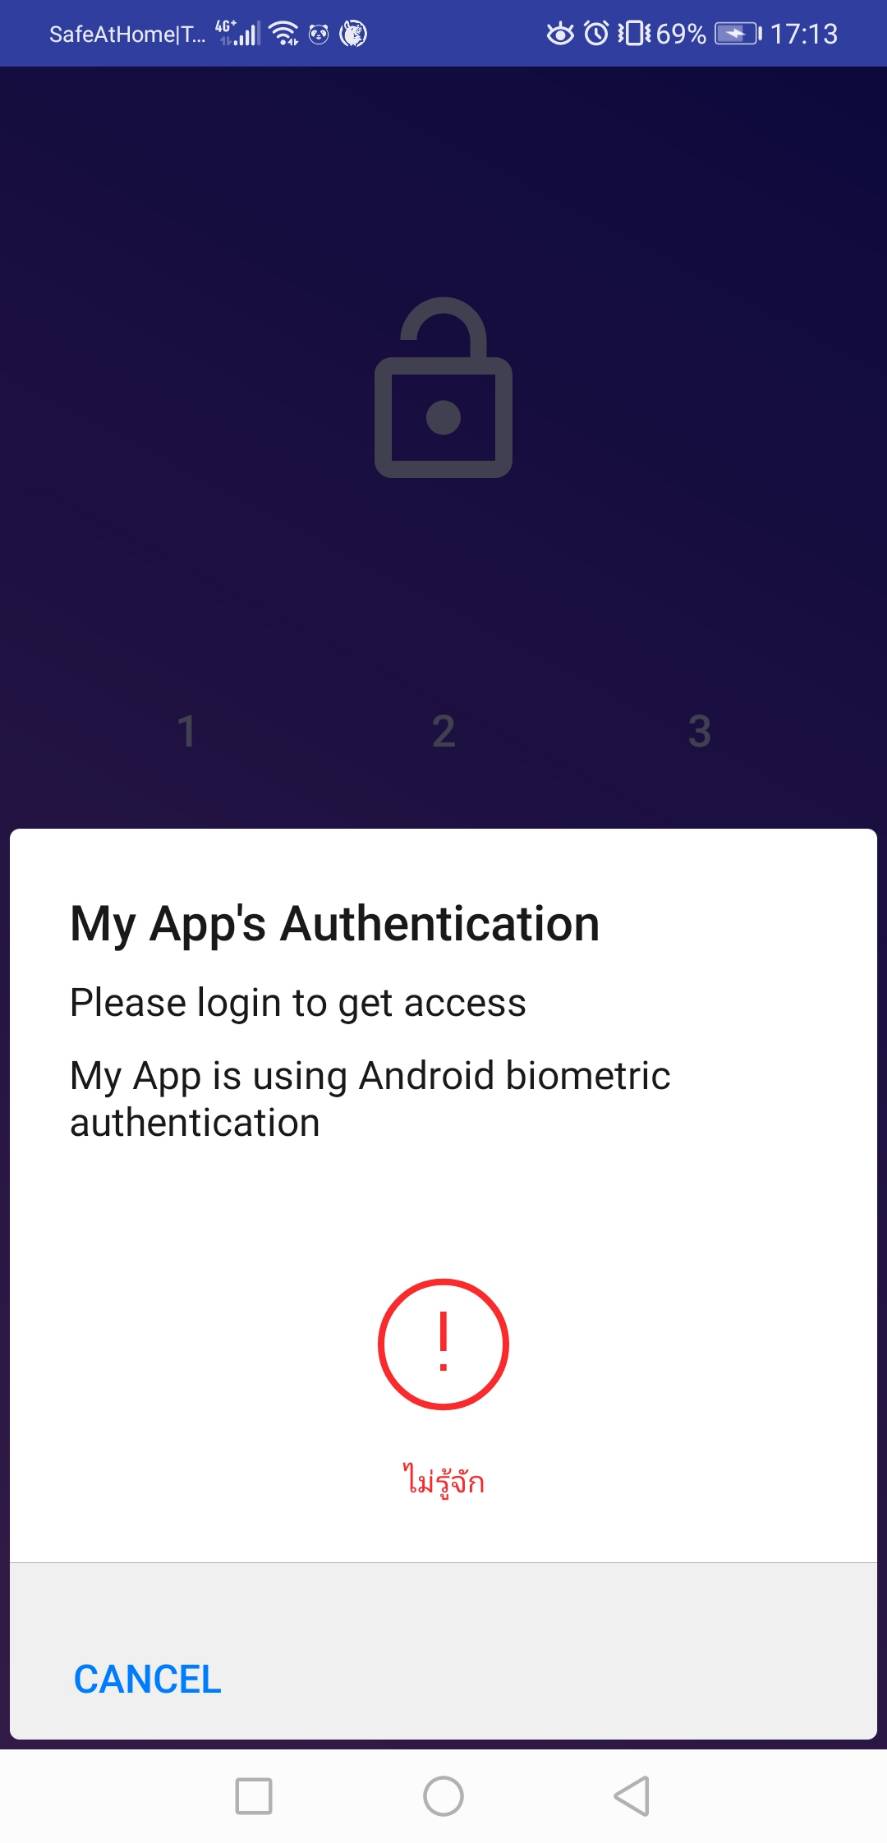 SafeAtHome|T... 4G+ 69% 17:13
1 2 3
My App's Authentication
Please login to get access
My App is using Android biometric
authentication
ไม่รู้จัก
CANCEL